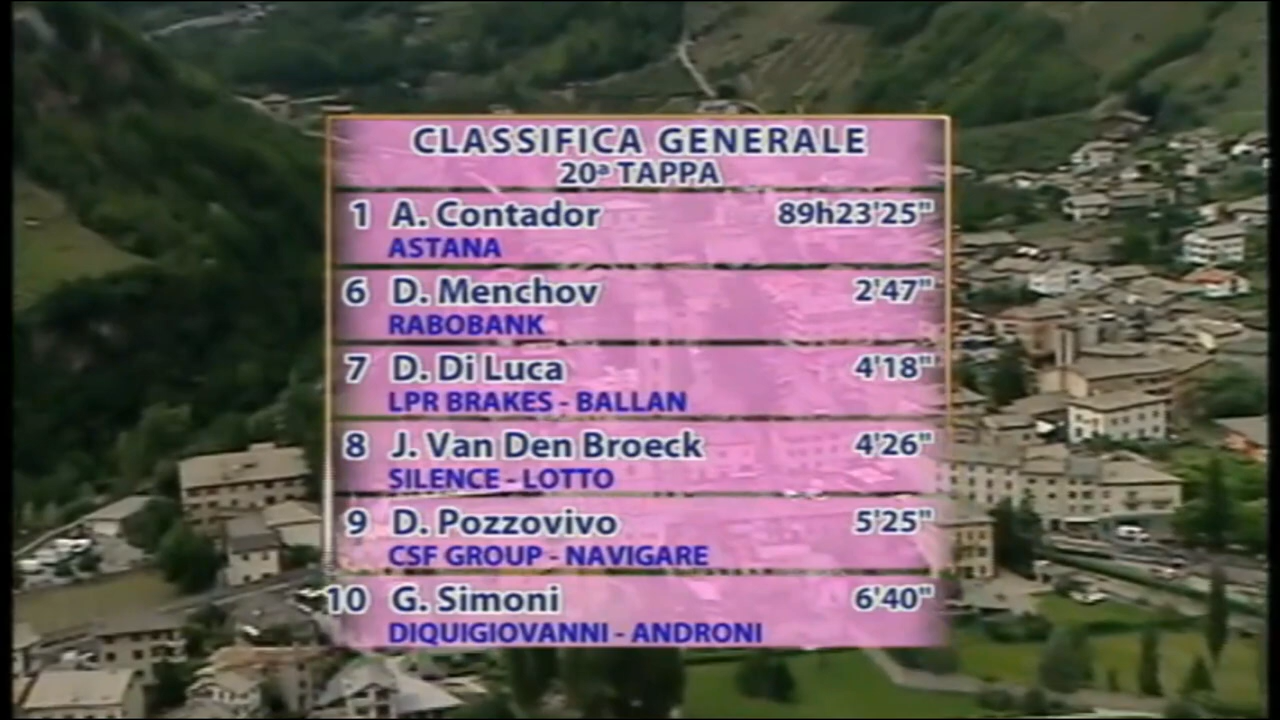 CLASSIFICA GENERALE
20ª TAPPA
1 A. Contador 89h23'25"
ASTANA
6 D. Menchov 2'47"
RABOBANK
7 D. Di Luca 4'18"
LPR BRAKES - BALLAN
8 J. Van Den Broeck 4'26"
SILENCE - LOTTO
9 D. Pozzovivo 5'25"
CSF GROUP - NAVIGARE
10 G. Simoni 6'40"
DIQUIGIOVANNI - ANDRONI